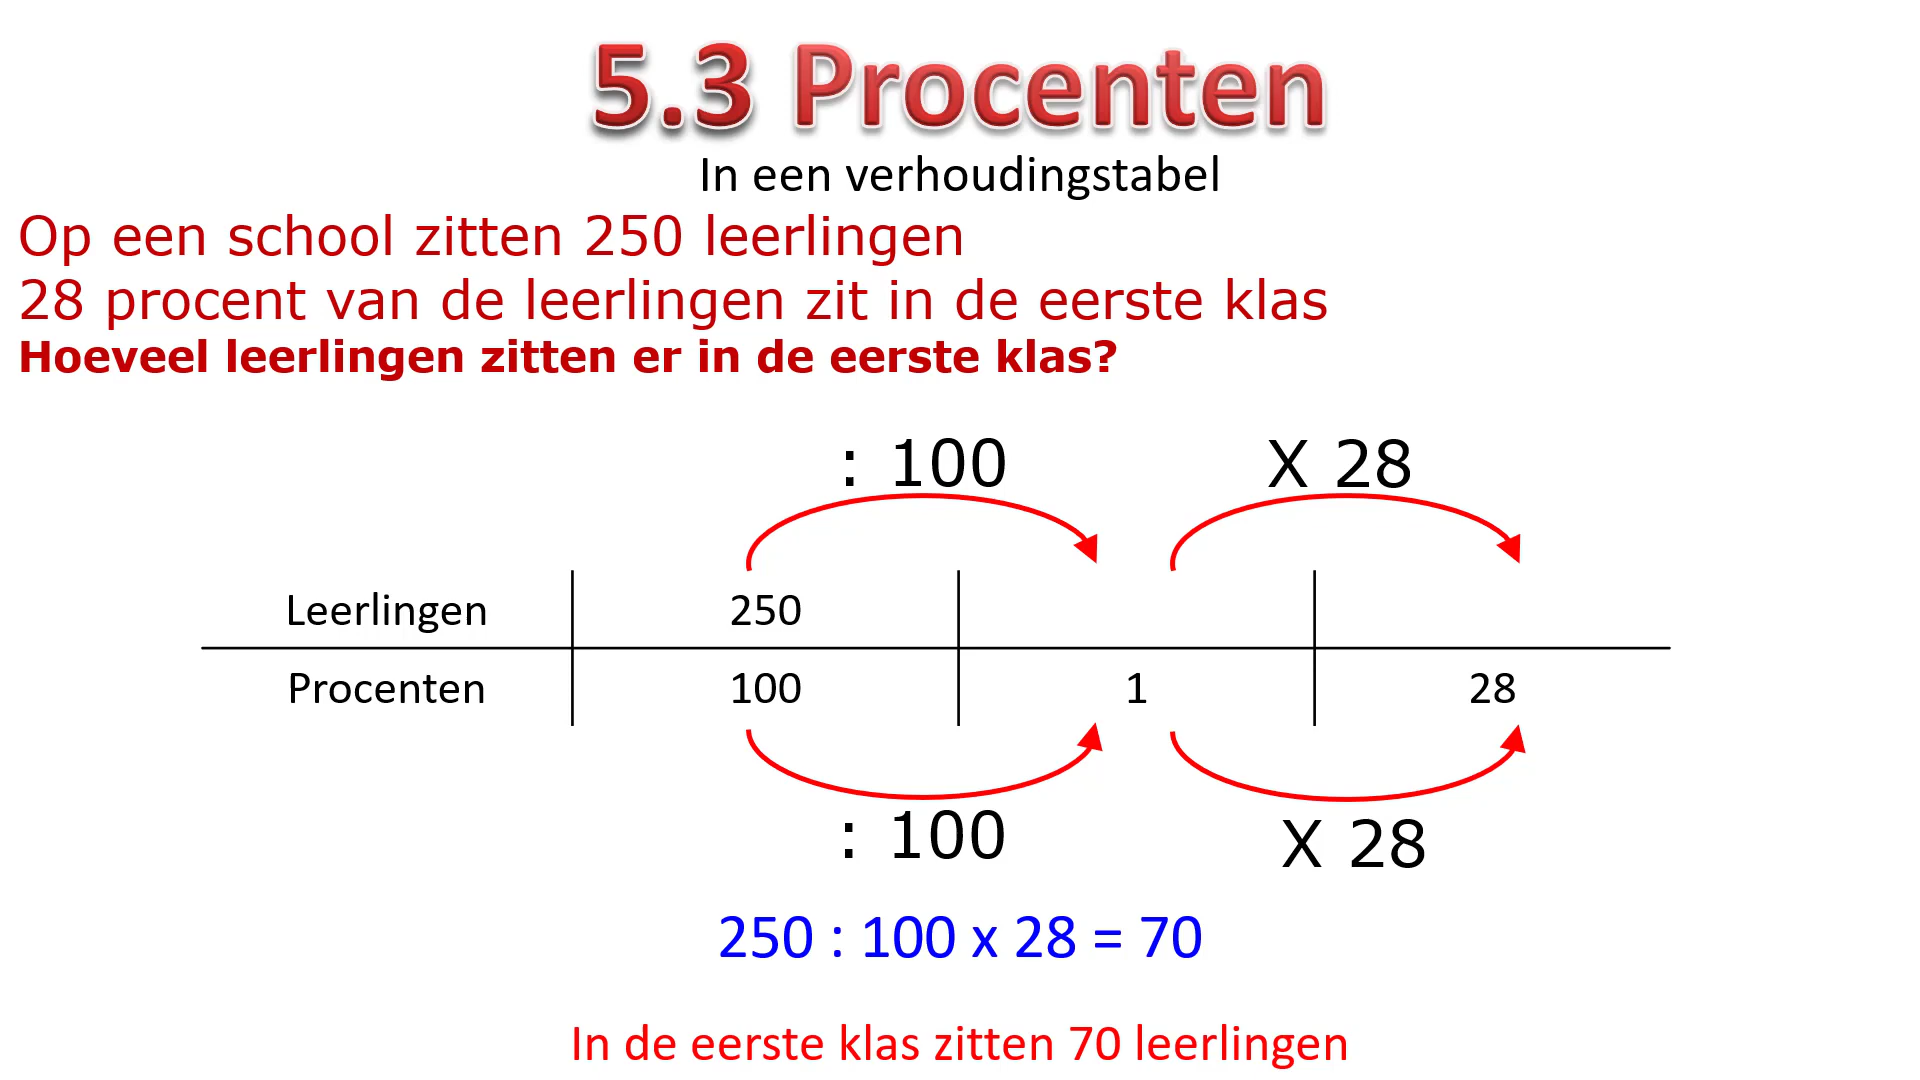 5.3 Procenten
In een verhoudingstabel
Op een school zitten 250 leerlingen
28 procent van de leerlingen zit in de eerste klas
Hoeveel leerlingen zitten er in de eerste klas?
: 100 X 28
Leerlingen 250
Procenten 100 1 28
: 100 X 28
250 : 100 x 28 = 70
In de eerste klas zitten 70 leerlingen